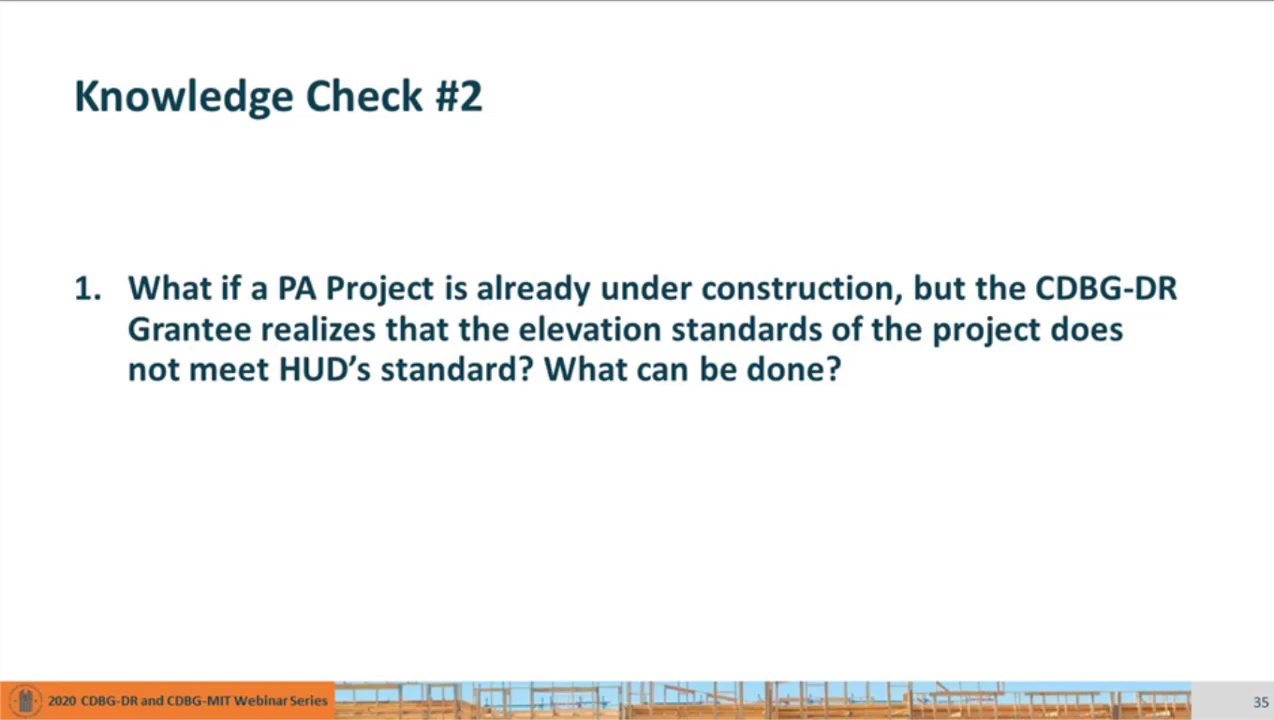 Knowledge Check #2
1. What if a PA Project is already under construction, but the CDBG-DR
Grantee realizes that the elevation standards of the project does
not meet HUD’s standard? What can be done?
2020 CDBG-DR and CDBG-MIT Webinar Series
35